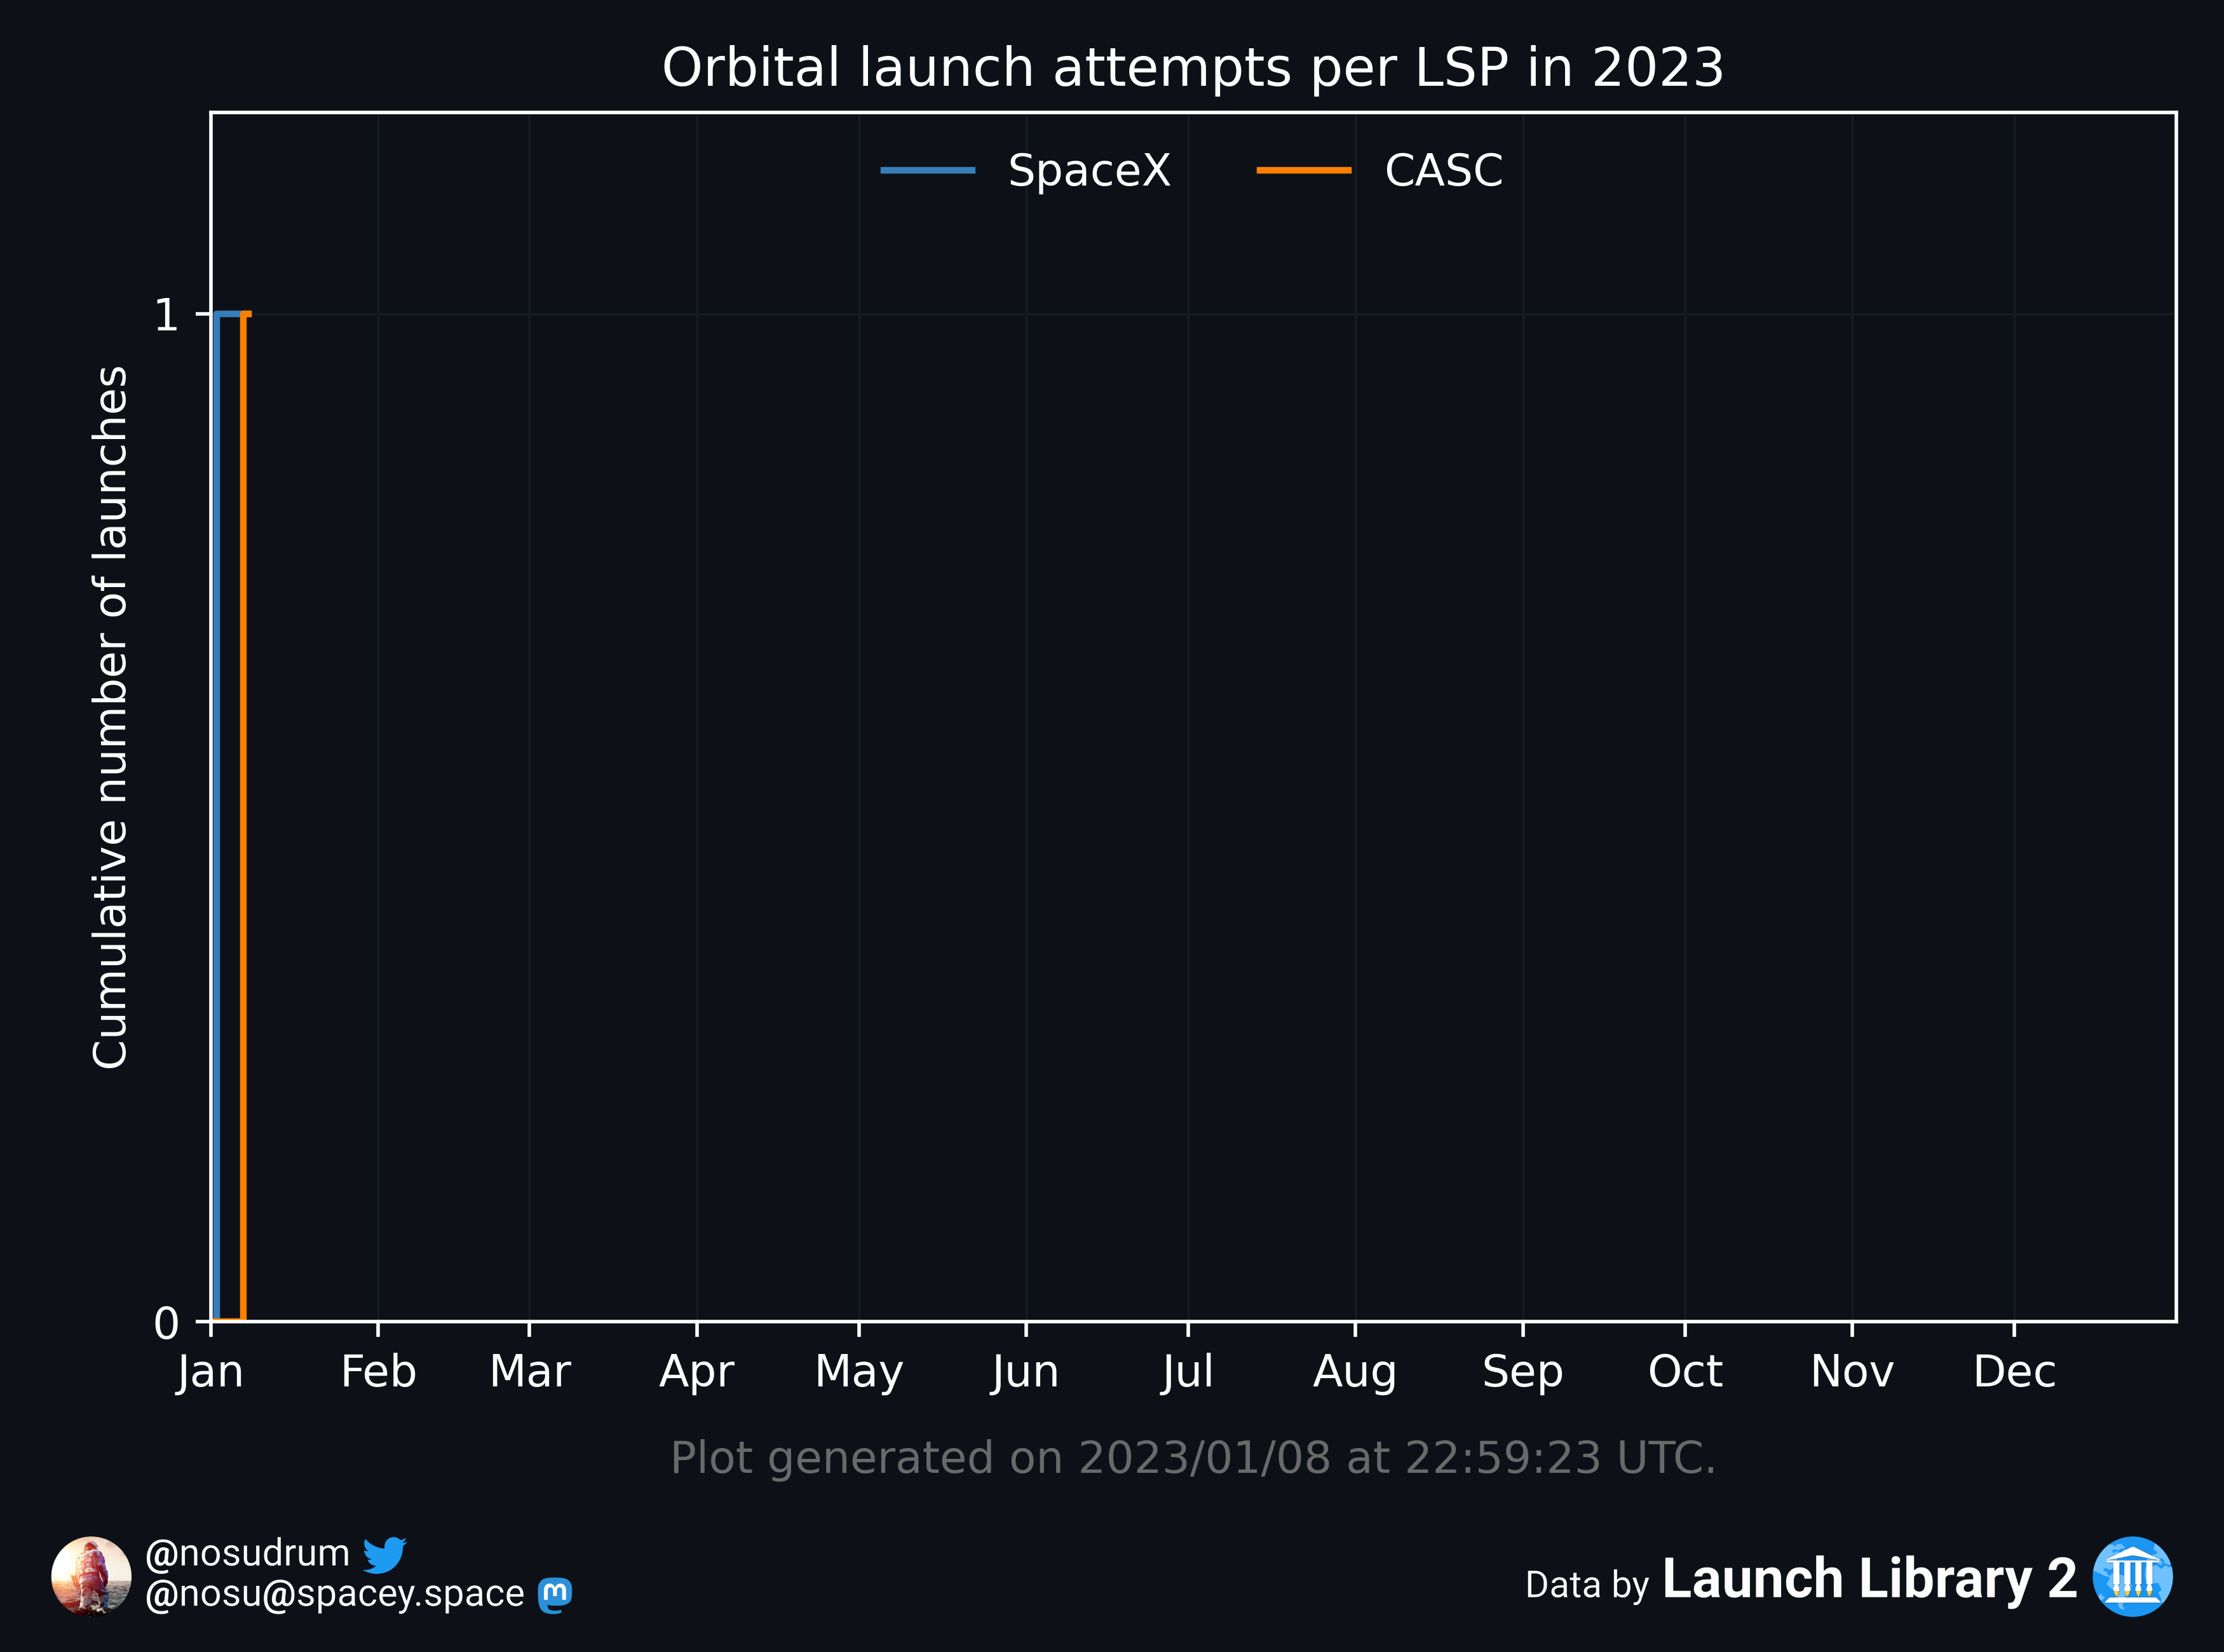 Orbital launch attempts per LSP in 2023
SpaceX CASC
1
Cumulative number of launches
0
Jan Feb Mar Apr May Jun Jul Aug Sep Oct Nov Dec
Plot generated on 2023/01/08 at 22:59:23 UTC.
@nosudrum
@nosu@spacey.space
Data by Launch Library 2